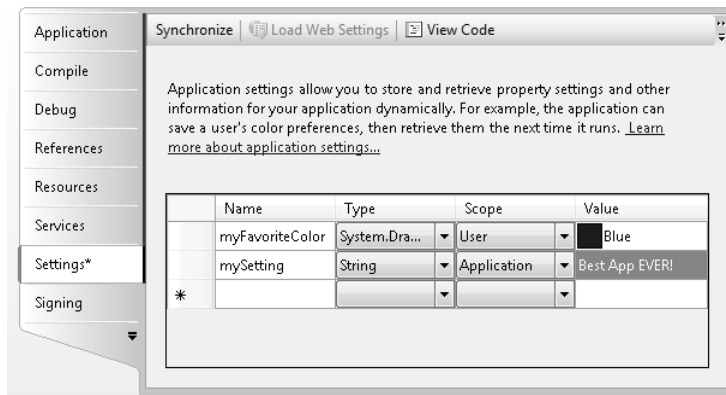 Application
Compile
Debug
References
Resources
Services
Settings*
Signing
Synchronize Load Web Settings View Code
Application settings allow you to store and retrieve property settings and other
information for your application dynamically. For example, the application can
save a user's color preferences, then retrieve them the next time it runs. Learn
more about application settings...
Name Type Scope Value
myFavoriteColor System.Dra... User Blue
mySetting String Application Best App EVER!
*